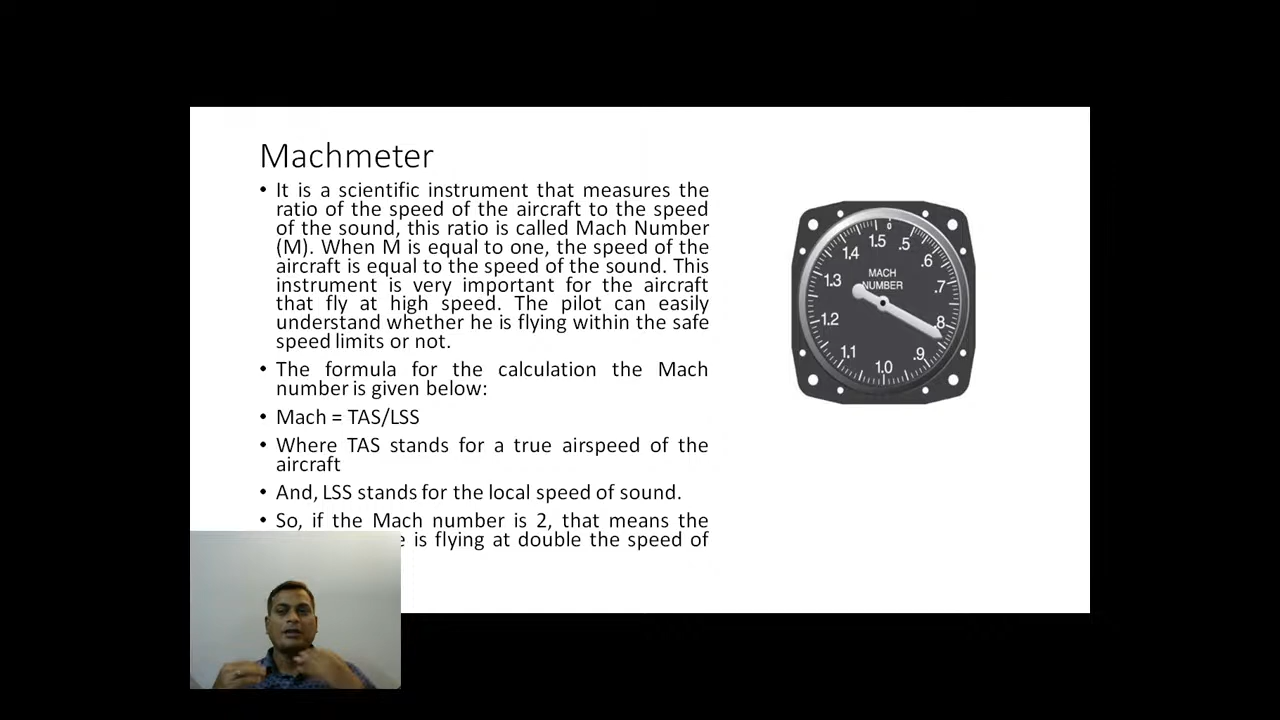 Machmeter
• It is a scientific instrument that measures the
ratio of the speed of the aircraft to the speed
of the sound, this ratio is called Mach Number
(M). When M is equal to one, the speed of the
aircraft is equal to the speed of the sound. This
instrument is very important for the aircraft
that fly at high speed. The pilot can easily
understand whether he is flying within the safe
speed limits or not.
• The formula for the calculation the Mach
number is given below:
• Mach = TAS/LSS
• Where TAS stands for a true airspeed of the
aircraft
• And, LSS stands for the local speed of sound.
• So, if the Mach number is 2, that means the
is flying at double the speed of
0
1.5 .5
1.4 .6
MACH
NUMBER
1.3 .7
1.2 .8
1.1 .9
1.0